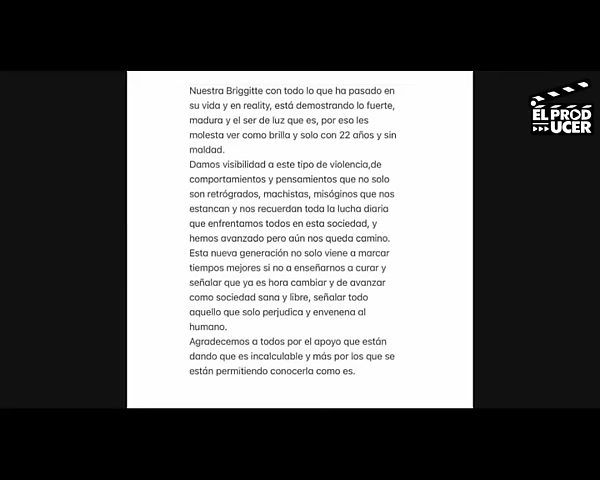 Nuestra Briggitte con todo lo que ha pasado en
su vida y en reality, está demostrando lo fuerte,
madura y el ser de luz que es, por eso les
molesta ver como brilla y solo con 22 años y sin
maldad.
Damos visibilidad a este tipo de violencia,de
comportamientos y pensamientos que no solo
son retrógrados, machistas, misóginos que nos
estancan y nos recuerdan toda la lucha diaria
que enfrentamos todos en esta sociedad, y
hemos avanzado pero aún nos queda camino.
Esta nueva generación no solo viene a marcar
tiempos mejores si no a enseñarnos a curar y
señalar que ya es hora cambiar y de avanzar
como sociedad sana y libre, señalar todo
aquello que solo perjudica y envenena al
humano.
Agradecemos a todos por el apoyo que están
dando que es incalculable y más por los que se
están permitiendo conocerla como es.
EL PROD
UCER